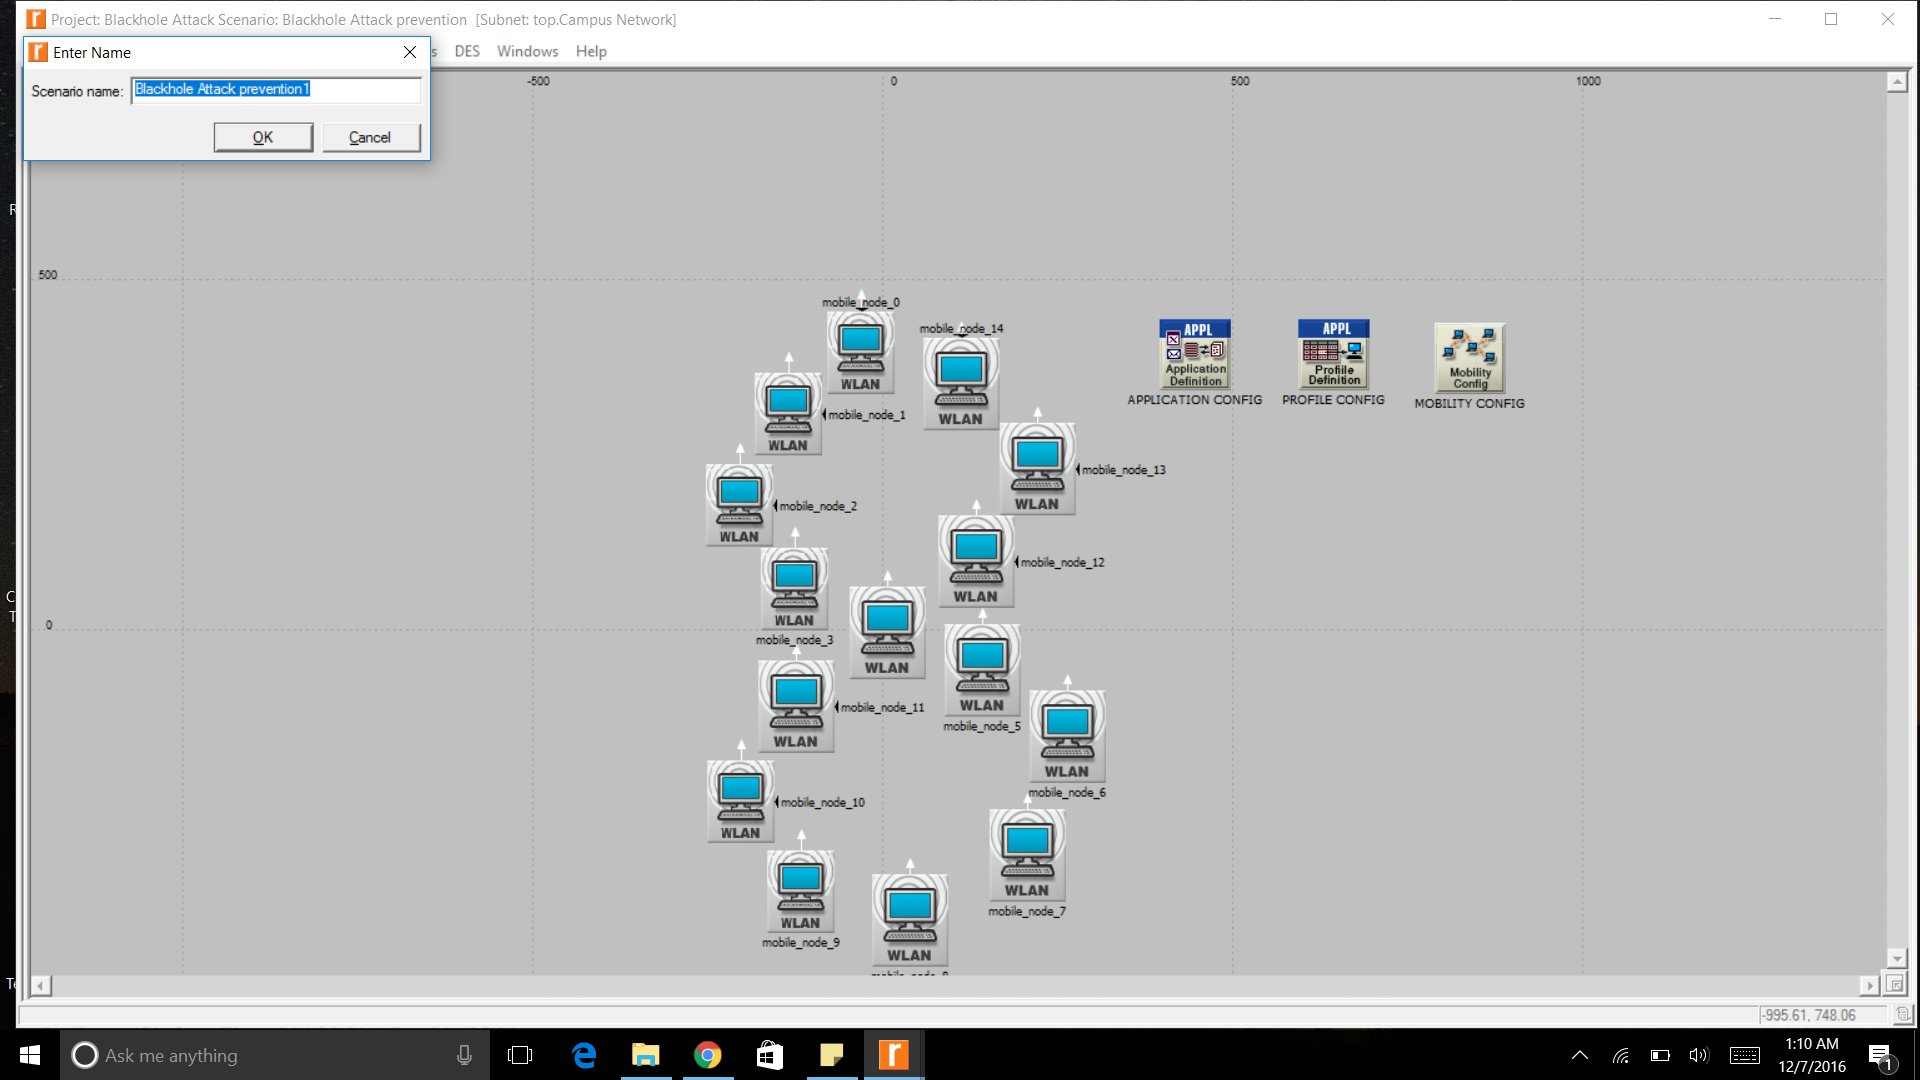 Project: Blackhole Attack Scenario: Blackhole Attack prevention [Subnet: top.Campus Network]
Enter Name
s DES Windows Help
Scenario name: Blackhole Attack prevention1
OK Cancel
-500 0 500 1000
500
0
mobile_node_0
WLAN
mobile_node_14
WLAN
mobile_node_1
WLAN
mobile_node_13
WLAN
mobile_node_2
WLAN
mobile_node_12
WLAN
WLAN
mobile_node_3
WLAN
WLAN
mobile_node_5
mobile_node_11
WLAN
WLAN
mobile_node_6
mobile_node_10
WLAN
WLAN
mobile_node_7
WLAN
mobile_node_9
WLAN
APPL
Application
Definition
APPLICATION CONFIG
APPL
Profile
Definition
PROFILE CONFIG
Mobility
Config
MOBILITY CONFIG
R
C
T
Te
-995.61, 748.06
Ask me anything
1:10 AM
12/7/2016
1